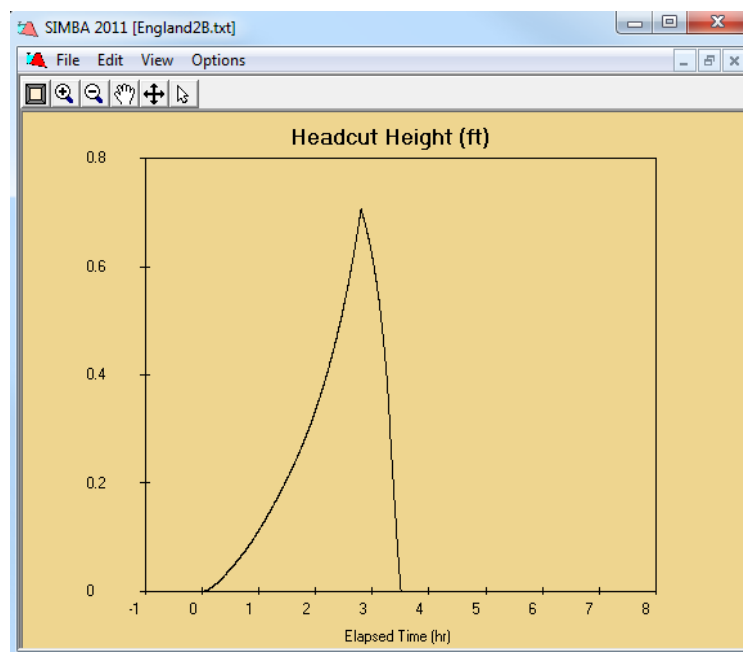 SIMBA 2011 [England2B.txt]
File Edit View Options
Headcut Height (ft)
0.8
0.6
0.4
0.2
0
-1 0 1 2 3 4 5 6 7 8
Elapsed Time (hr)